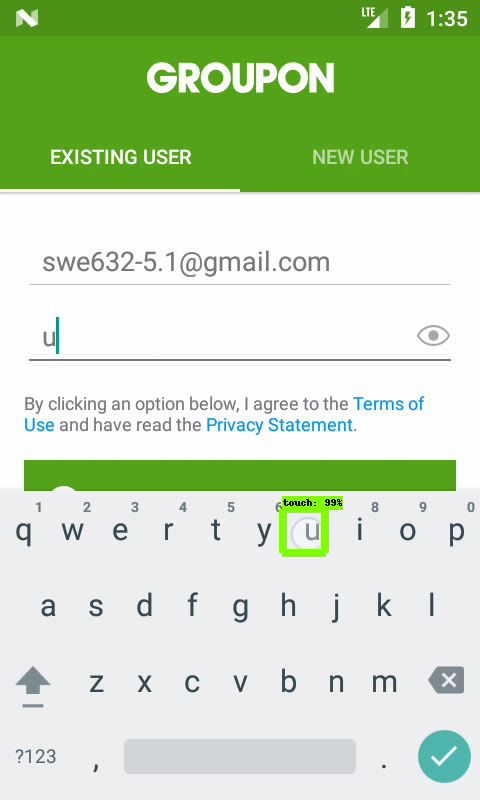 LTE 1:35
GROUPON
EXISTING USER NEW USER
swe632-5.1@gmail.com
u
By clicking an option below, I agree to the Terms of
Use and have read the Privacy Statement.
touch: 99%
1 2 3 4 5 6 8 9 0
q w e r t y u i o p
a s d f g h j k l
z x c v b n m
?123 , .